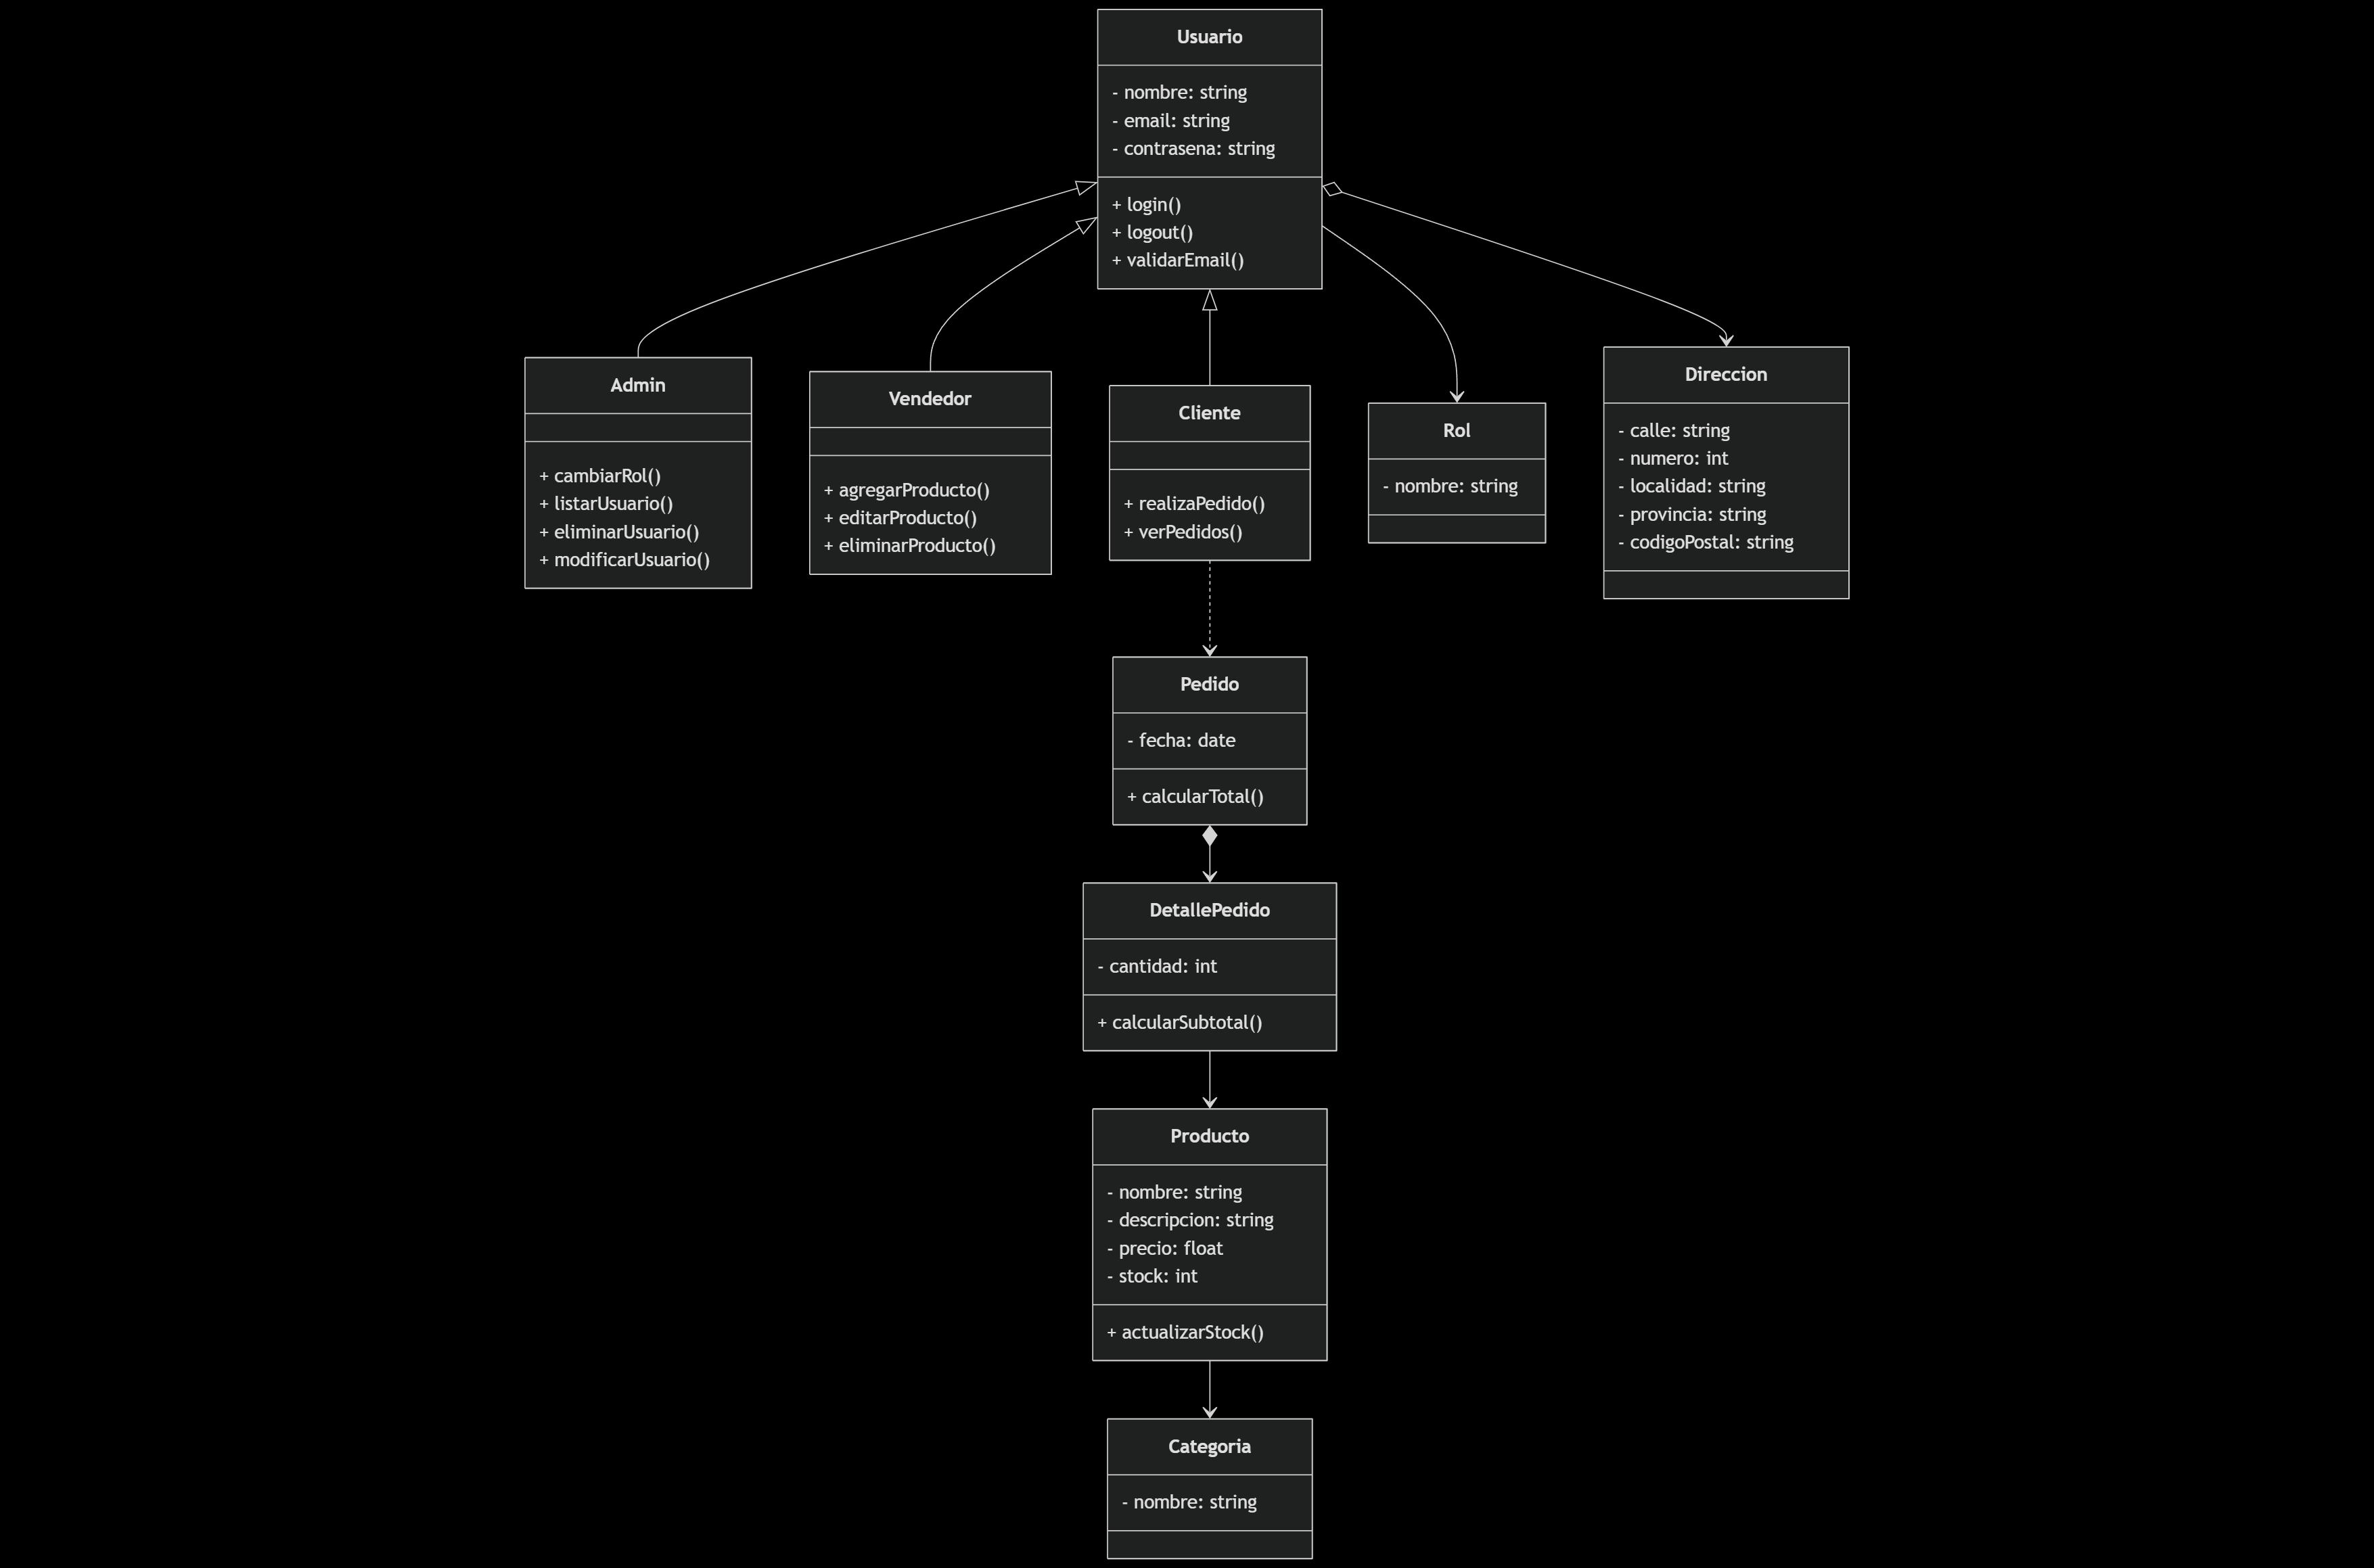 Usuario
- nombre: string
- email: string
- contrasena: string
+ login()
+ logout()
+ validarEmail()
Admin
+ cambiarRol()
+ listarUsuario()
+ eliminarUsuario()
+ modificarUsuario()
Vendedor
+ agregarProducto()
+ editarProducto()
+ eliminarProducto()
Cliente
+ realizaPedido()
+ verPedidos()
Rol
- nombre: string
Direccion
- calle: string
- numero: int
- localidad: string
- provincia: string
- codigoPostal: string
Pedido
- fecha: date
+ calcularTotal()
DetallePedido
- cantidad: int
+ calcularSubtotal()
Producto
- nombre: string
- descripcion: string
- precio: float
- stock: int
+ actualizarStock()
Categoria
- nombre: string